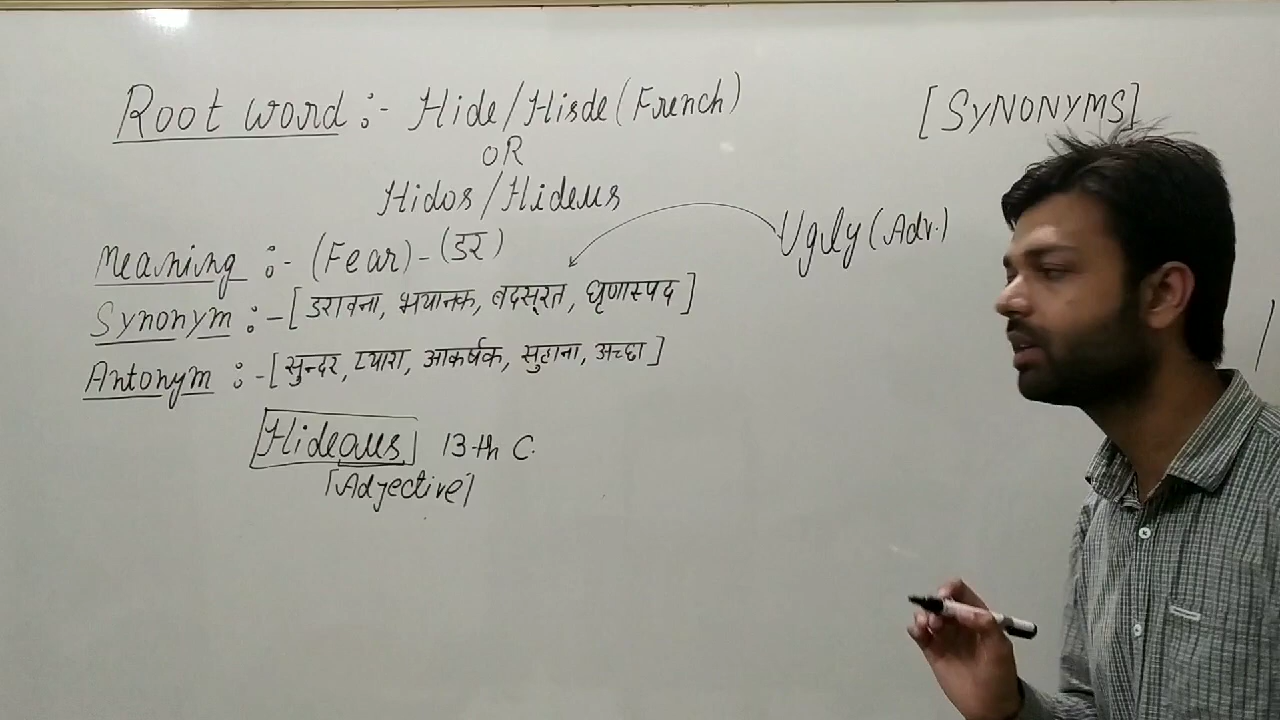 Root word :- Hide/Hisde (French)
[SYNONYMS]
OR
Hidos/Hideus
Ugly (Adv.)
Meaning :- (Fear) - (डर)
Synonym :- [डरावना, भयानक, बदसूरत, घृणास्पद]
Antonym :- [सुन्दर, प्यारा, आकर्षक, सुहाना, अच्छा]
Hideous 13th C.
[Adjective]